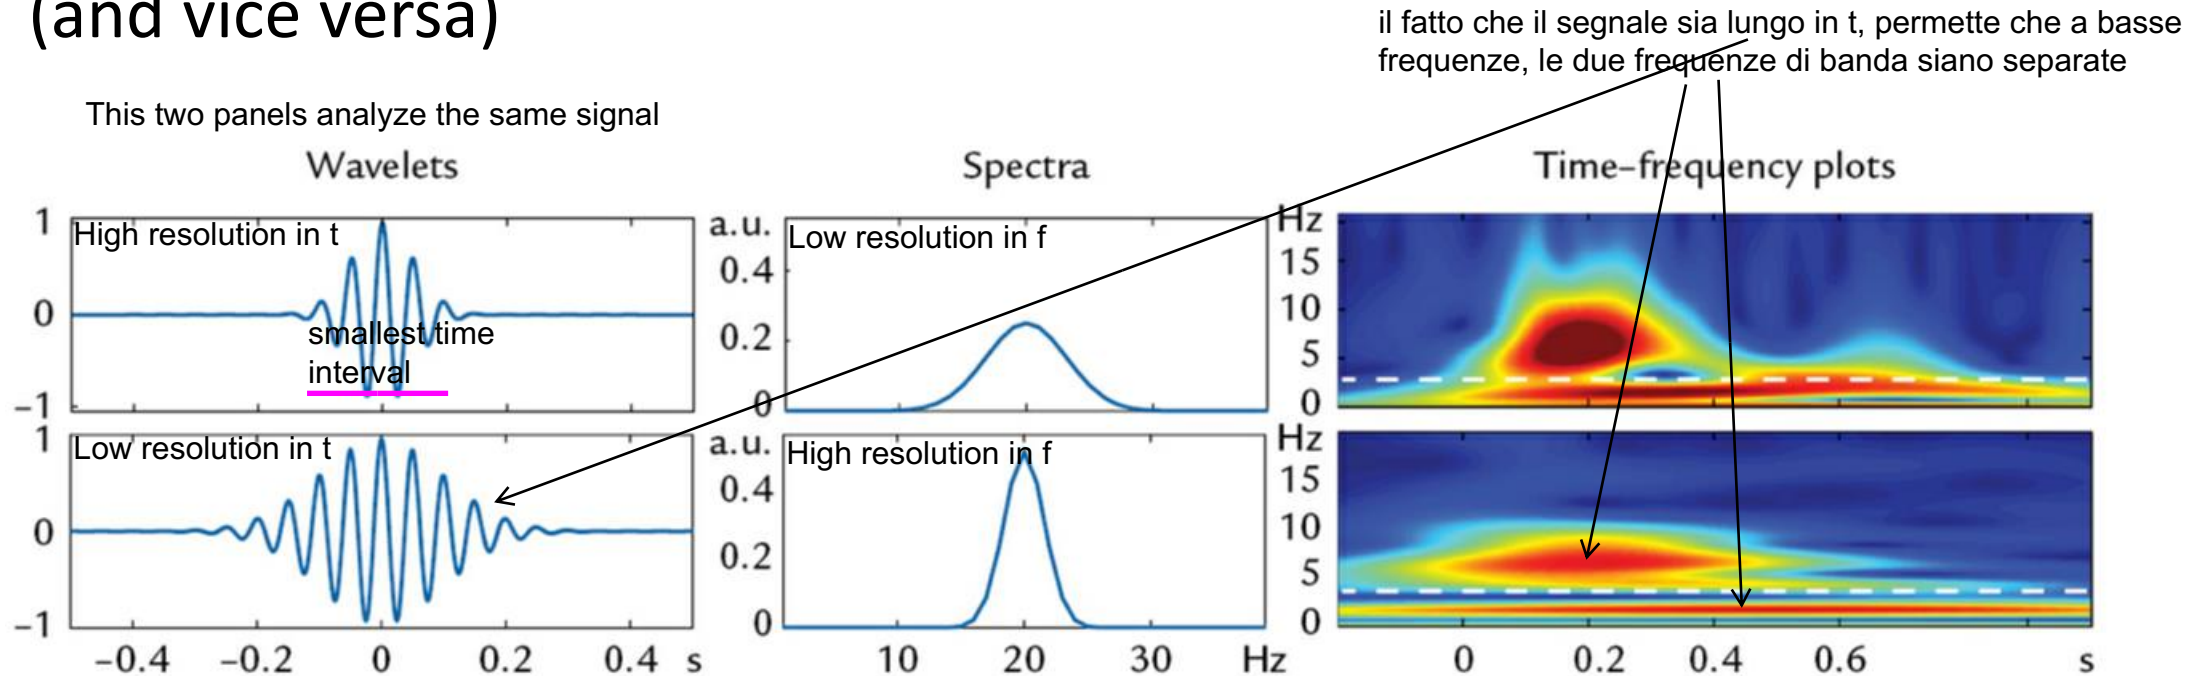 (and vice versa)
il fatto che il segnale sia lungo in t, permette che a basse
frequenze, le due frequenze di banda siano separate
This two panels analyze the same signal
Wavelets
Spectra
Time-frequency plots
1
High resolution in t
0
smallest time
interval
-1
a.u.
Low resolution in f
0.4
0.2
0
Hz
15
10
5
0
1
Low resolution in t
0
-1
-0.4 -0.2 0 0.2 0.4 s
a.u.
High resolution in f
0.4
0.2
0
10 20 30 Hz
Hz
15
10
5
0
0 0.2 0.4 0.6 s